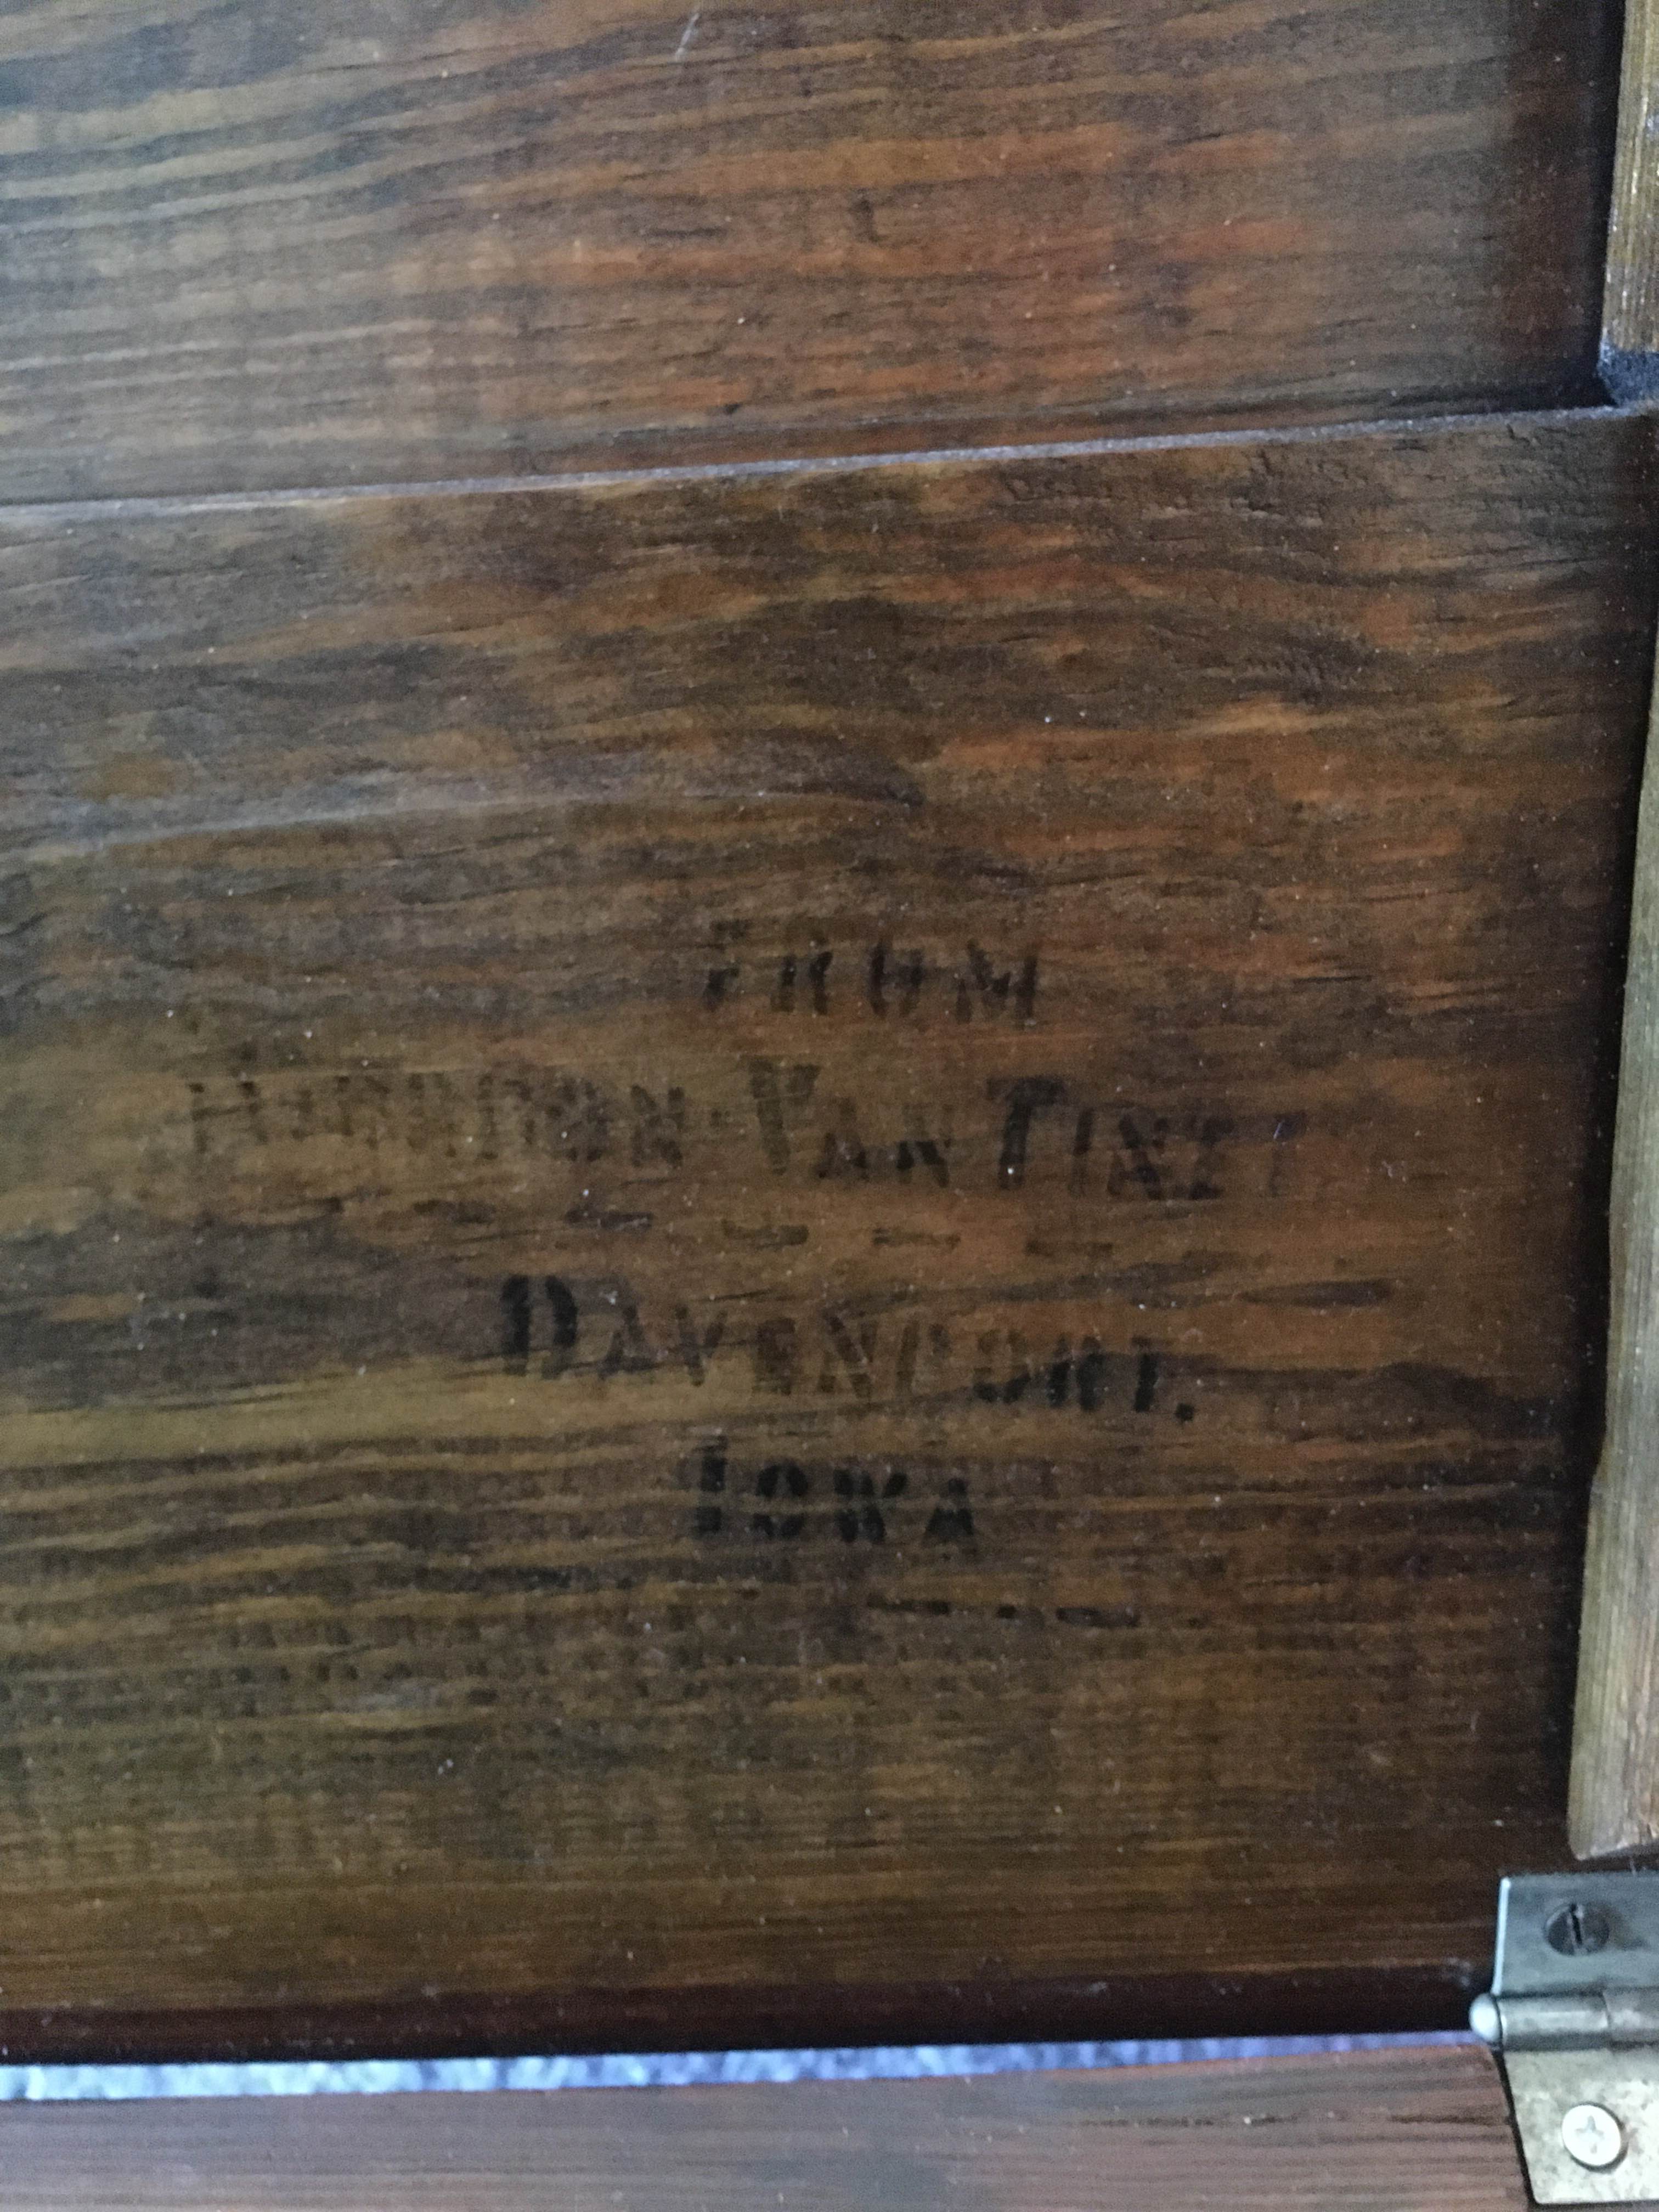 FROM
VAN TINE
DAVENPORT.
IOWA